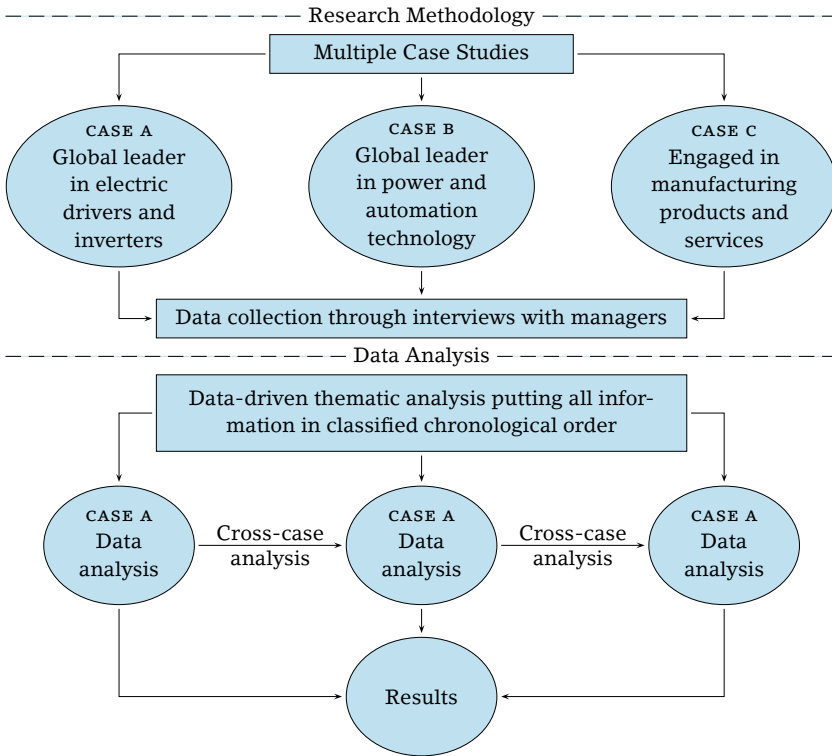 Research Methodology
Multiple Case Studies
CASE A
Global leader
in electric
drivers and
inverters
CASE B
Global leader
in power and
automation
technology
CASE C
Engaged in
manufacturing
products and
services
Data collection through interviews with managers
Data Analysis
Data-driven thematic analysis putting all infor-
mation in classified chronological order
CASE A
Data
analysis
Cross-case
analysis
CASE A
Data
analysis
Cross-case
analysis
CASE A
Data
analysis
Results